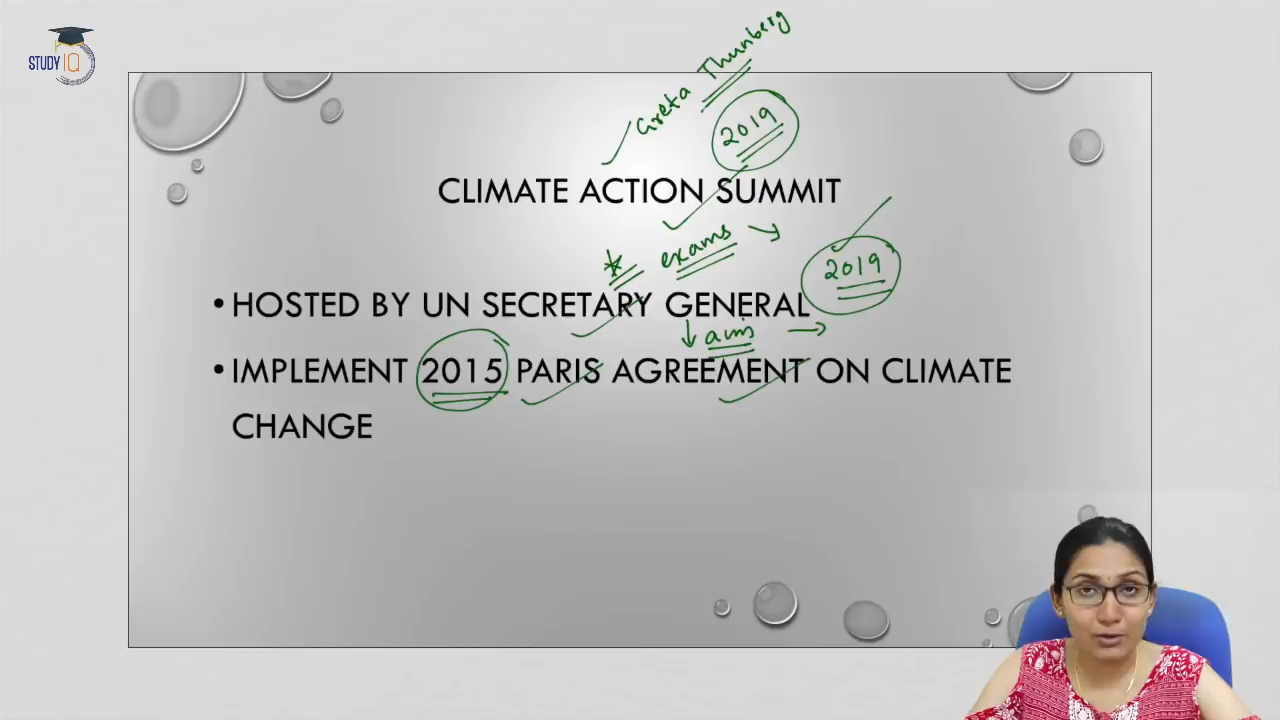 STUDY IQ
Greta Thunberg
2019
CLIMATE ACTION SUMMIT
exams
2019
• HOSTED BY UN SECRETARY GENERAL
aim
• IMPLEMENT 2015 PARIS AGREEMENT ON CLIMATE
CHANGE